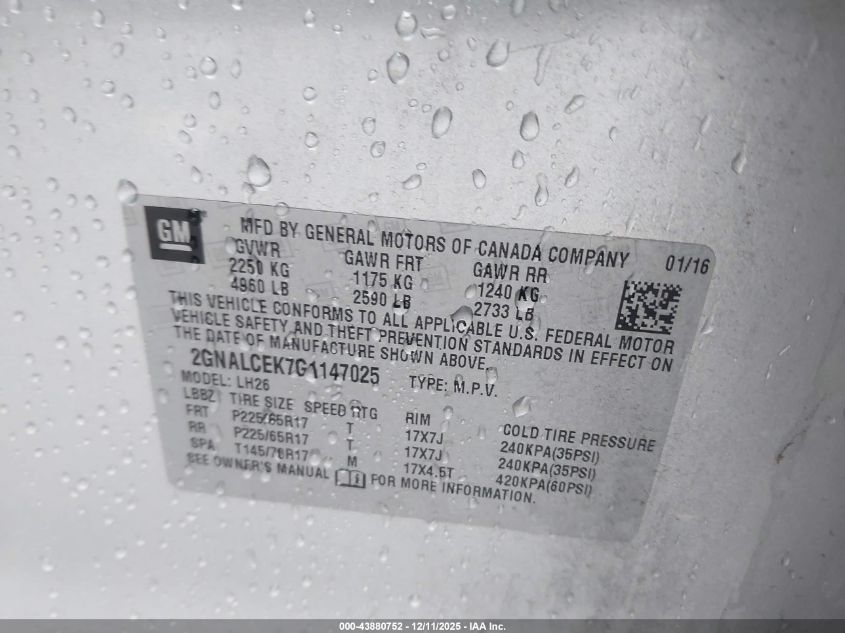 GM
MFD BY GENERAL MOTORS OF CANADA COMPANY 01/16
GVWR GAWR FRT GAWR RR
2250 KG 1175 KG 1240 KG
4960 LB 2590 LB 2733 LB
THIS VEHICLE CONFORMS TO ALL APPLICABLE U.S. FEDERAL MOTOR
VEHICLE SAFETY AND THEFT PREVENTION STANDARDS IN EFFECT ON
THE DATE OF MANUFACTURE SHOWN ABOVE.
2GNALCEK7G1147025 TYPE: M.P.V.
MODEL: LH26
LBBZ TIRE SIZE SPEED RTG RIM COLD TIRE PRESSURE
FRT P225/65R17 T 17X7J 240KPA(35PSI)
RR P225/65R17 T 17X7J 240KPA(35PSI)
SPA T145/70R17 M 17X4.5T 420KPA(60PSI)
SEE OWNER'S MANUAL FOR MORE INFORMATION.
000-43880752 - 12/11/2025 - IAA Inc.